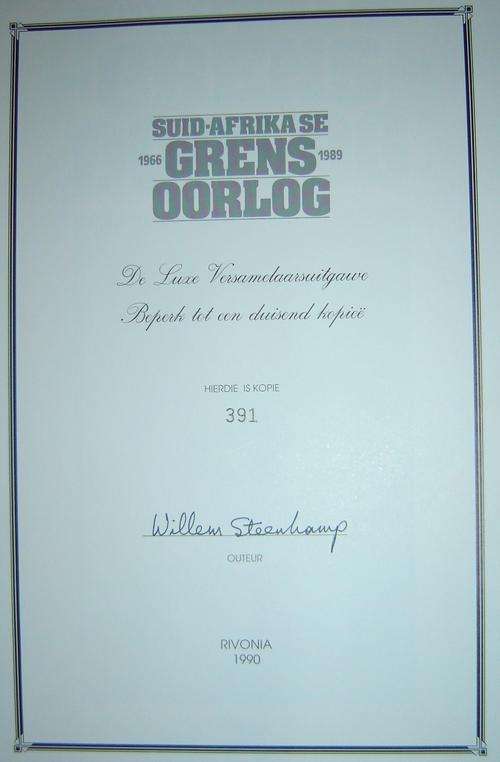 SUID-AFRIKA SE
1966 GRENS 1989
OORLOG
De Luxe Versamelaarsuitgawe
Beperk tot een duisend kopieë
HIERDIE IS KOPIE
391
Willem Steenkamp
OUTEUR
RIVONIA
1990